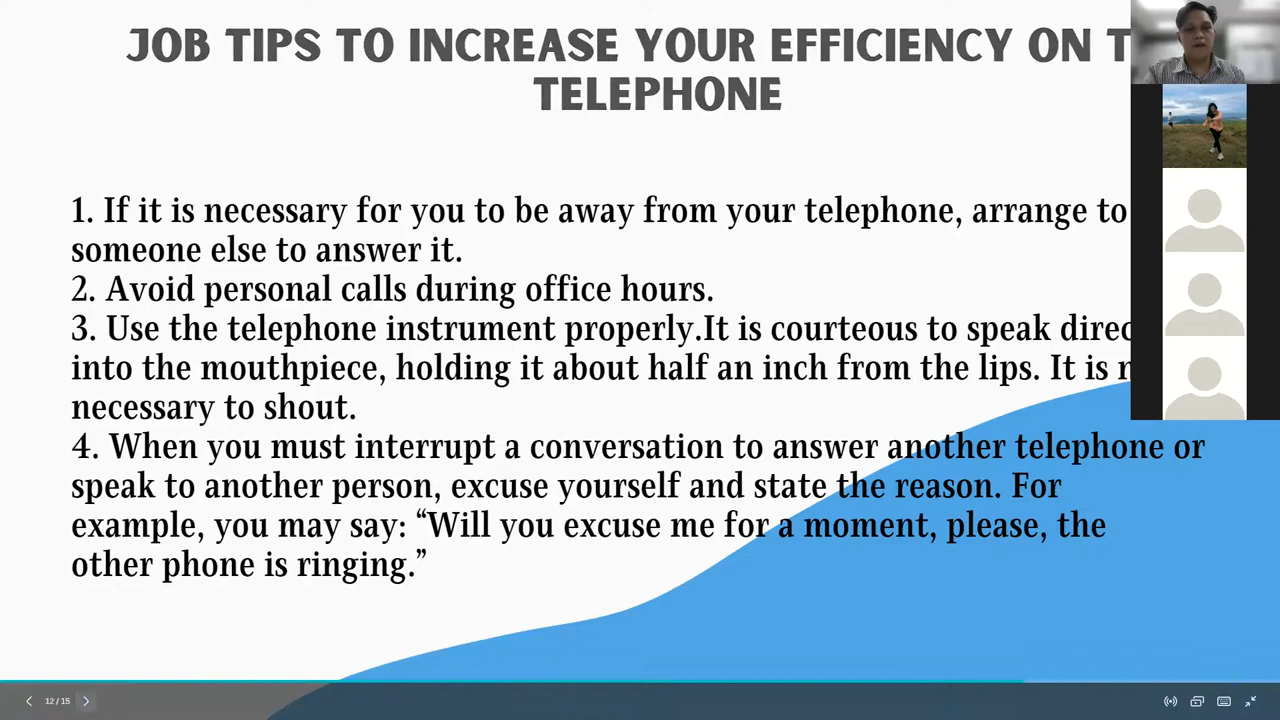 JOB TIPS TO INCREASE YOUR EFFICIENCY ON T
TELEPHONE
1. If it is necessary for you to be away from your telephone, arrange to
someone else to answer it.
2. Avoid personal calls during office hours.
3. Use the telephone instrument properly.It is courteous to speak direc
into the mouthpiece, holding it about half an inch from the lips. It is
necessary to shout.
4. When you must interrupt a conversation to answer another telephone or
speak to another person, excuse yourself and state the reason. For
example, you may say: “Will you excuse me for a moment, please, the
other phone is ringing.”
12 / 15